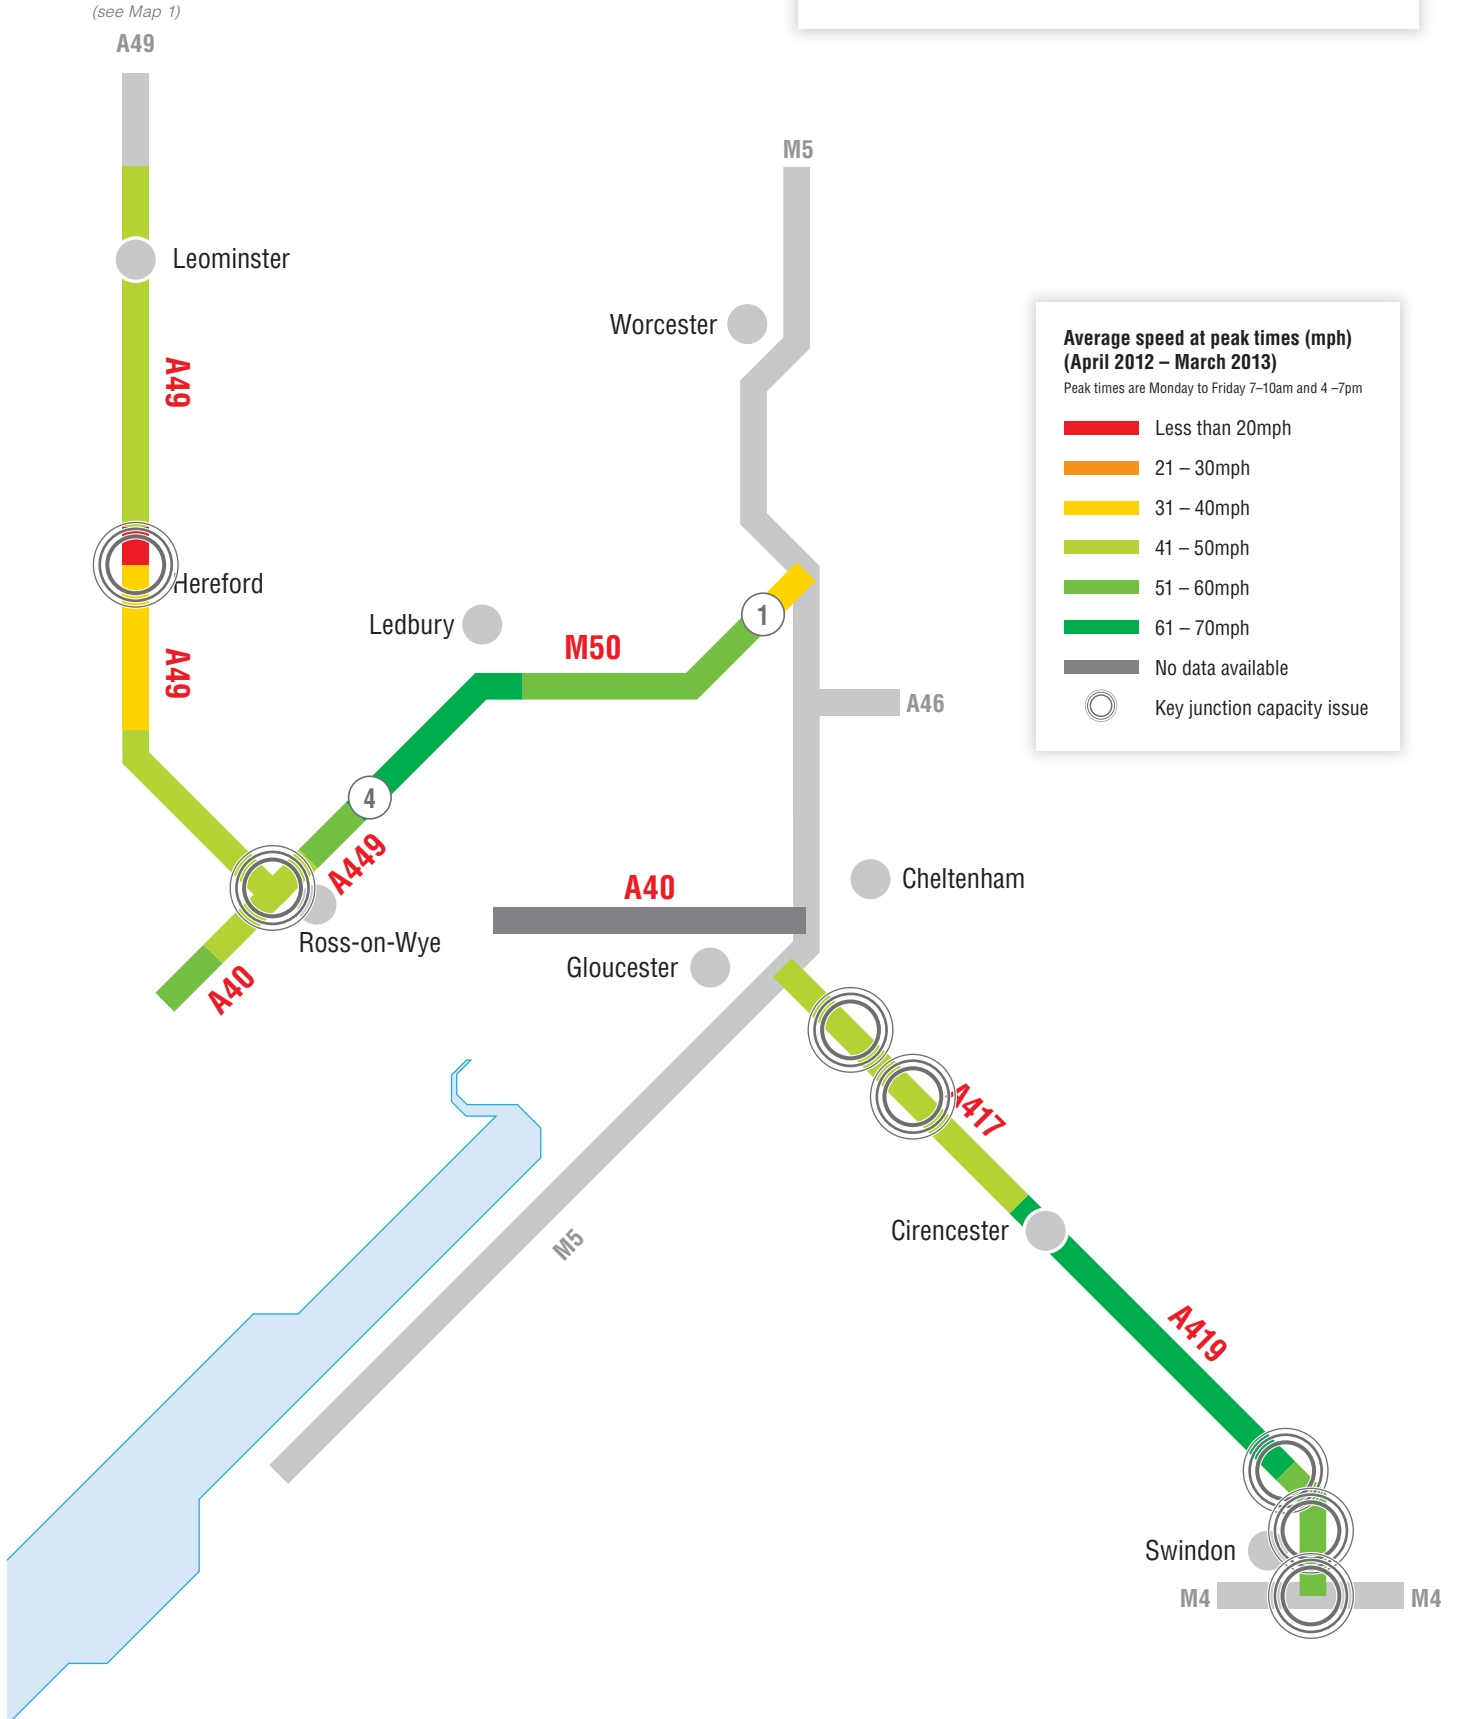 (see Map 1)
A49
M5
Leominster
Worcester
A49
Average speed at peak times (mph)
(April 2012 – March 2013)
Peak times are Monday to Friday 7–10am and 4 –7pm
Less than 20mph
21 – 30mph
31 – 40mph
41 – 50mph
51 – 60mph
61 – 70mph
No data available
Key junction capacity issue
Hereford
Ledbury
1
M50
A49
A46
4
A449
A40
Cheltenham
Ross-on-Wye
Gloucester
A40
A417
Cirencester
M5
A419
Swindon
M4
M4